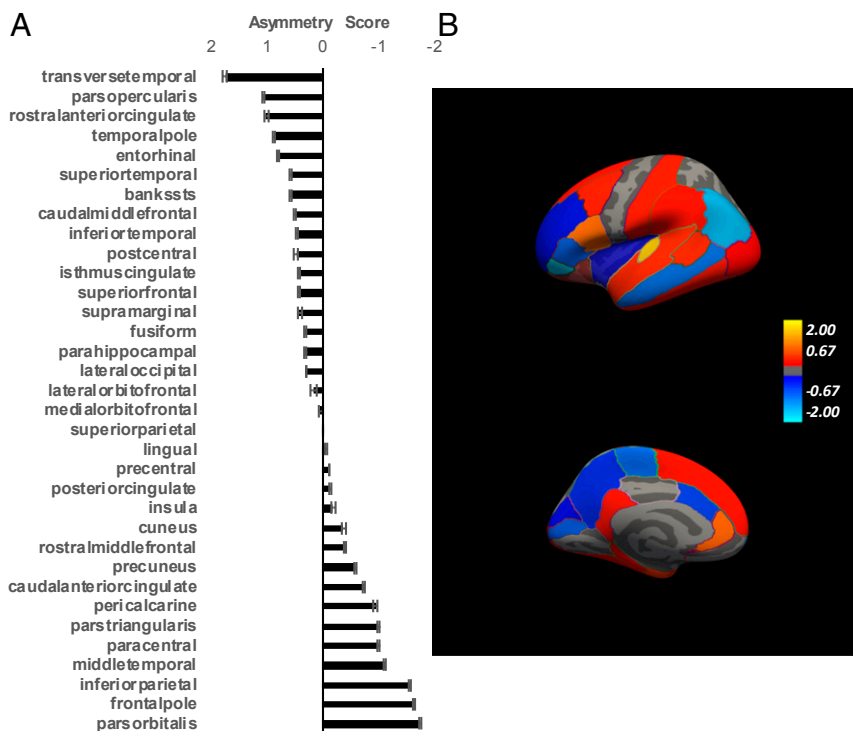 A
Asymmetry Score
2 1 0 -1 -2
transversetemporal
parsopercularis
rostralanteriorcingulate
temporalpole
entorhinal
superiortemporal
bankssts
caudalmiddlefrontal
inferiortemporal
postcentral
isthmuscingulate
superiorfrontal
supramarginal
fusiform
parahippocampal
lateraloccipital
lateralorbitofrontal
medialorbitofrontal
superiorparietal
lingual
precentral
posteriorcingulate
insula
cuneus
rostralmiddlefrontal
precuneus
caudalanteriorcingulate
pericalcarine
parstriangularis
paracentral
middletemporal
inferiorparietal
frontalpole
parsorbitalis
B
2.00
0.67
-0.67
-2.00